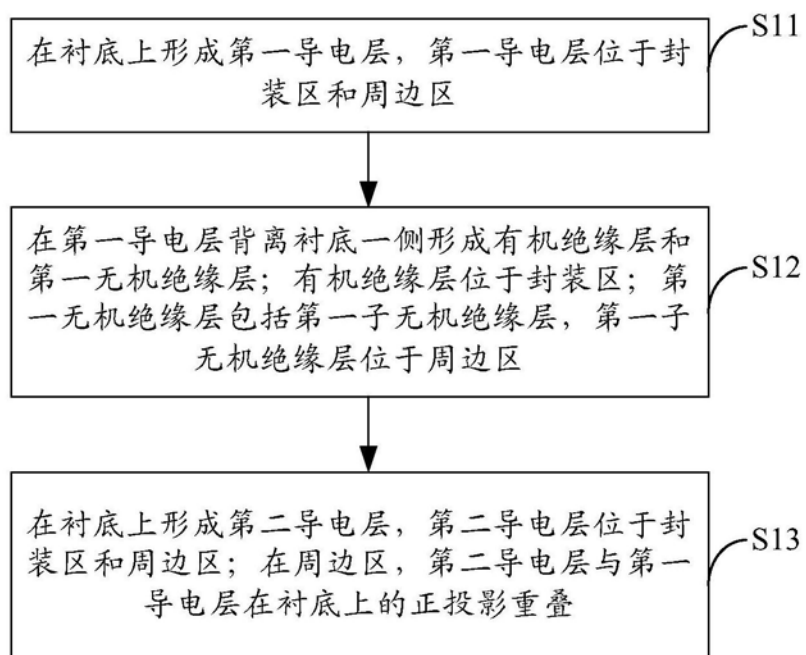 在衬底上形成第一导电层，第一导电层位于封
装区和周边区
S11
在第一导电层背离衬底一侧形成有机绝缘层和
第一无机绝缘层；有机绝缘层位于封装区；第
一无机绝缘层包括第一子无机绝缘层，第一子
无机绝缘层位于周边区
S12
在衬底上形成第二导电层，第二导电层位于封
装区和周边区；在周边区，第二导电层与第一
导电层在衬底上的正投影重叠
S13